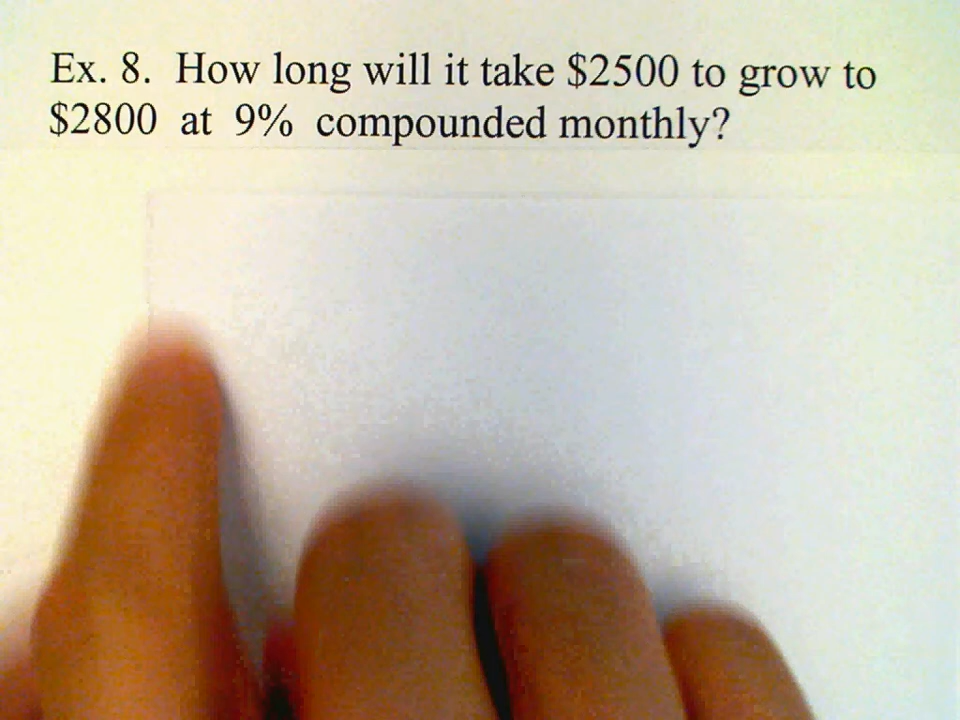 Ex. 8. How long will it take $2500 to grow to
$2800 at 9% compounded monthly?